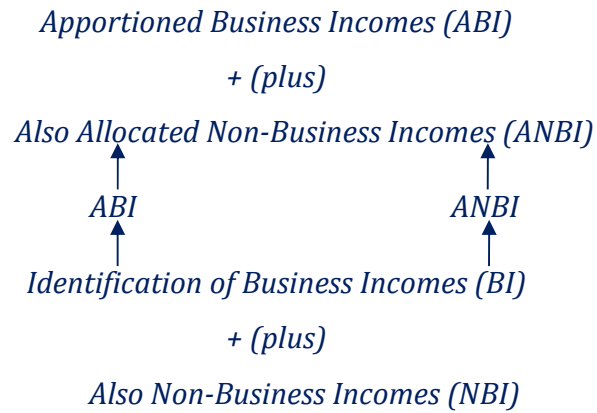 Apportioned Business Incomes (ABI)
+ (plus)
Also Allocated Non-Business Incomes (ANBI)
ABI ANBI
Identification of Business Incomes (BI)
+ (plus)
Also Non-Business Incomes (NBI)